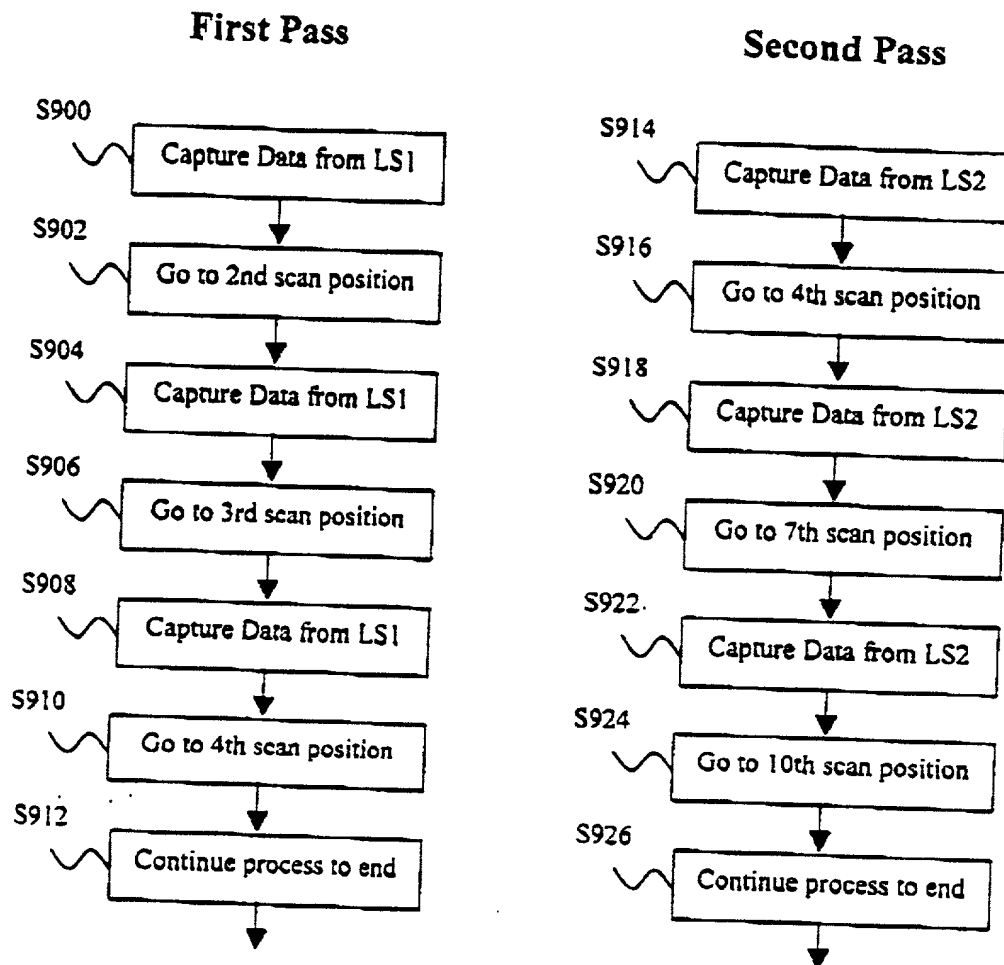 First Pass
S900
Capture Data from LS1
S902
Go to 2nd scan position
S904
Capture Data from LS1
S906
Go to 3rd scan position
S908
Capture Data from LS1
S910
Go to 4th scan position
S912
Continue process to end
Second Pass
S914
Capture Data from LS2
S916
Go to 4th scan position
S918
Capture Data from LS2
S920
Go to 7th scan position
S922
Capture Data from LS2
S924
Go to 10th scan position
S926
Continue process to end